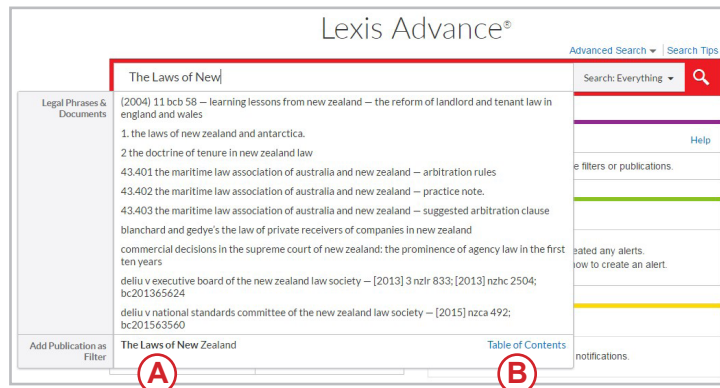 Lexis Advance®
Advanced Search
Search Tips
The Laws of New
Search: Everything
Legal Phrases &
Documents
(2004) 11 bcb 58 — learning lessons from new zealand — the reform of landlord and tenant law in
england and wales
1. the laws of new zealand and antarctica.
2 the doctrine of tenure in new zealand law
43.401 the maritime law association of australia and new zealand — arbitration rules
43.402 the maritime law association of australia and new zealand — practice note.
43.403 the maritime law association of australia and new zealand — suggested arbitration clause
blanchard and gedye's the law of private receivers of companies in new zealand
commercial decisions in the supreme court of new zealand: the prominence of agency law in the first
ten years
deliu v executive board of the new zealand law society — [2013] 3 nzlr 833; [2013] nzhc 2504;
bc201365624
deliu v national standards committee of the new zealand law society — [2015] nzca 492;
bc201563560
Help
filters or publications.
any alerts.
how to create an alert.
notifications.
Add Publication as
Filter
The Laws of New Zealand
Table of Contents
A
B